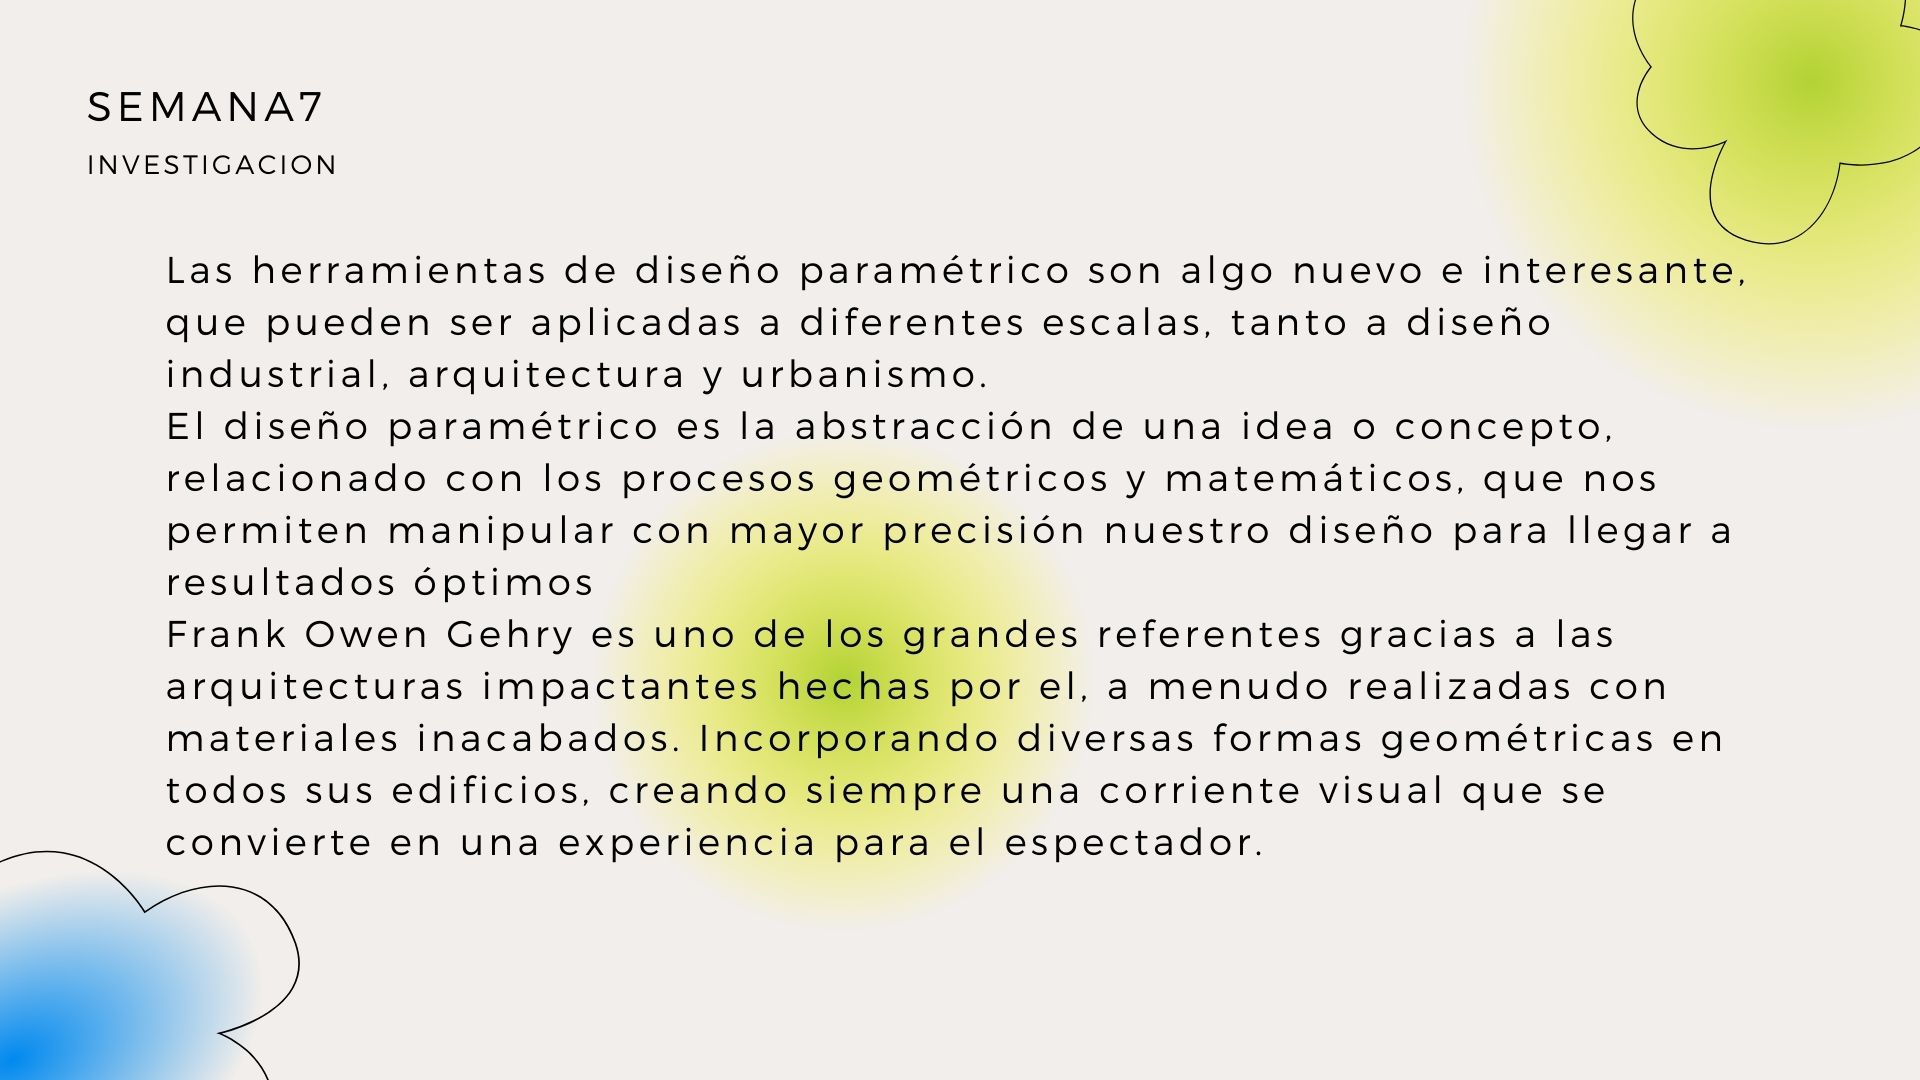 SEMANA7
INVESTIGACION
Las herramientas de diseño paramétrico son algo nuevo e interesante,
que pueden ser aplicadas a diferentes escalas, tanto a diseño
industrial, arquitectura y urbanismo.
El diseño paramétrico es la abstracción de una idea o concepto,
relacionado con los procesos geométricos y matemáticos, que nos
permiten manipular con mayor precisión nuestro diseño para llegar a
resultados óptimos
Frank Owen Gehry es uno de los grandes referentes gracias a las
arquitecturas impactantes hechas por el, a menudo realizadas con
materiales inacabados. Incorporando diversas formas geométricas en
todos sus edificios, creando siempre una corriente visual que se
convierte en una experiencia para el espectador.